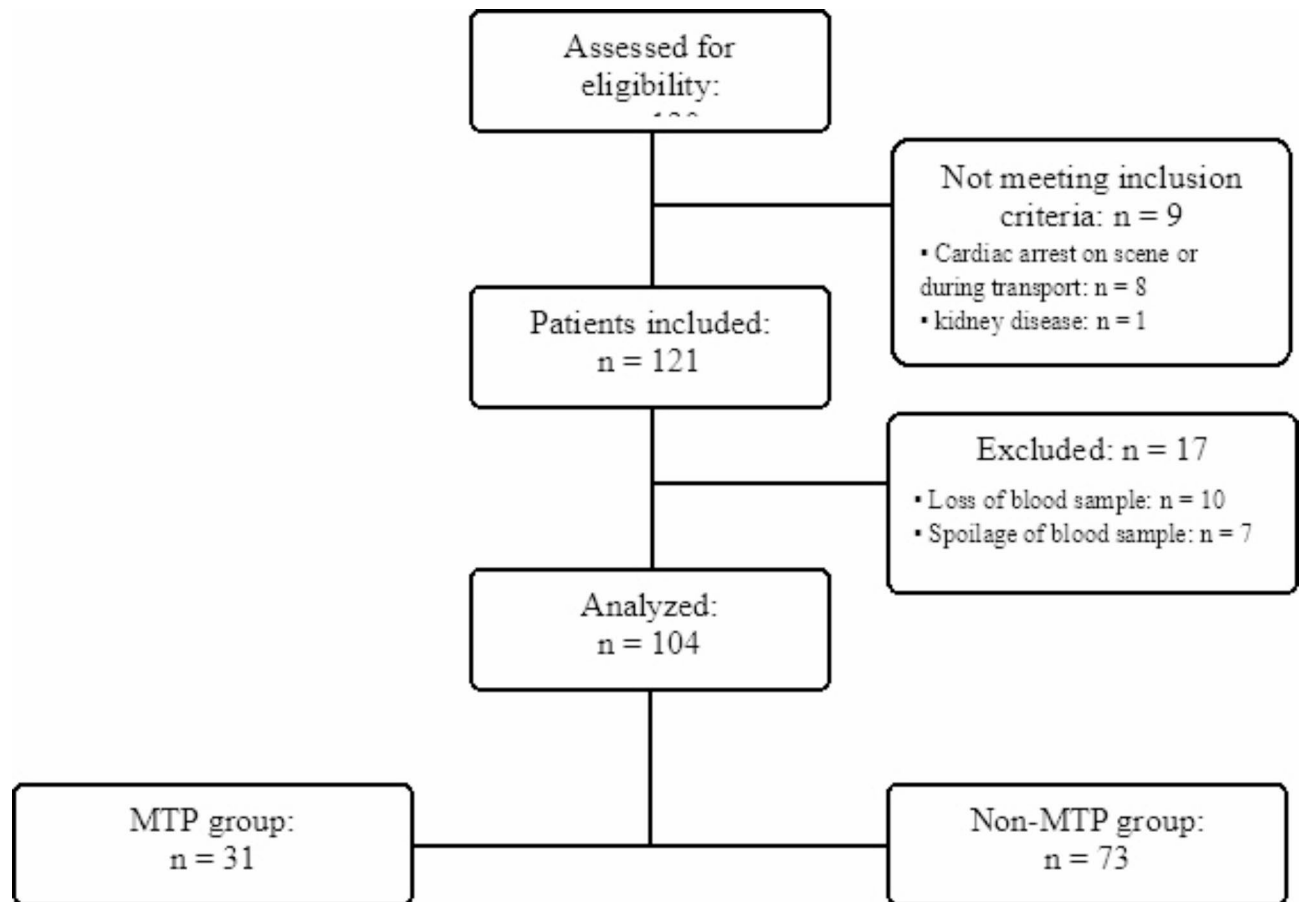 Assessed for
eligibility:
Not meeting inclusion
criteria: n = 9
▪ Cardiac arrest on scene or
during transport: n = 8
▪ kidney disease: n = 1
Patients included:
n = 121
Excluded: n = 17
▪ Loss of blood sample: n = 10
▪ Spoilage of blood sample: n = 7
Analyzed:
n = 104
MTP group:
n = 31
Non-MTP group:
n = 73